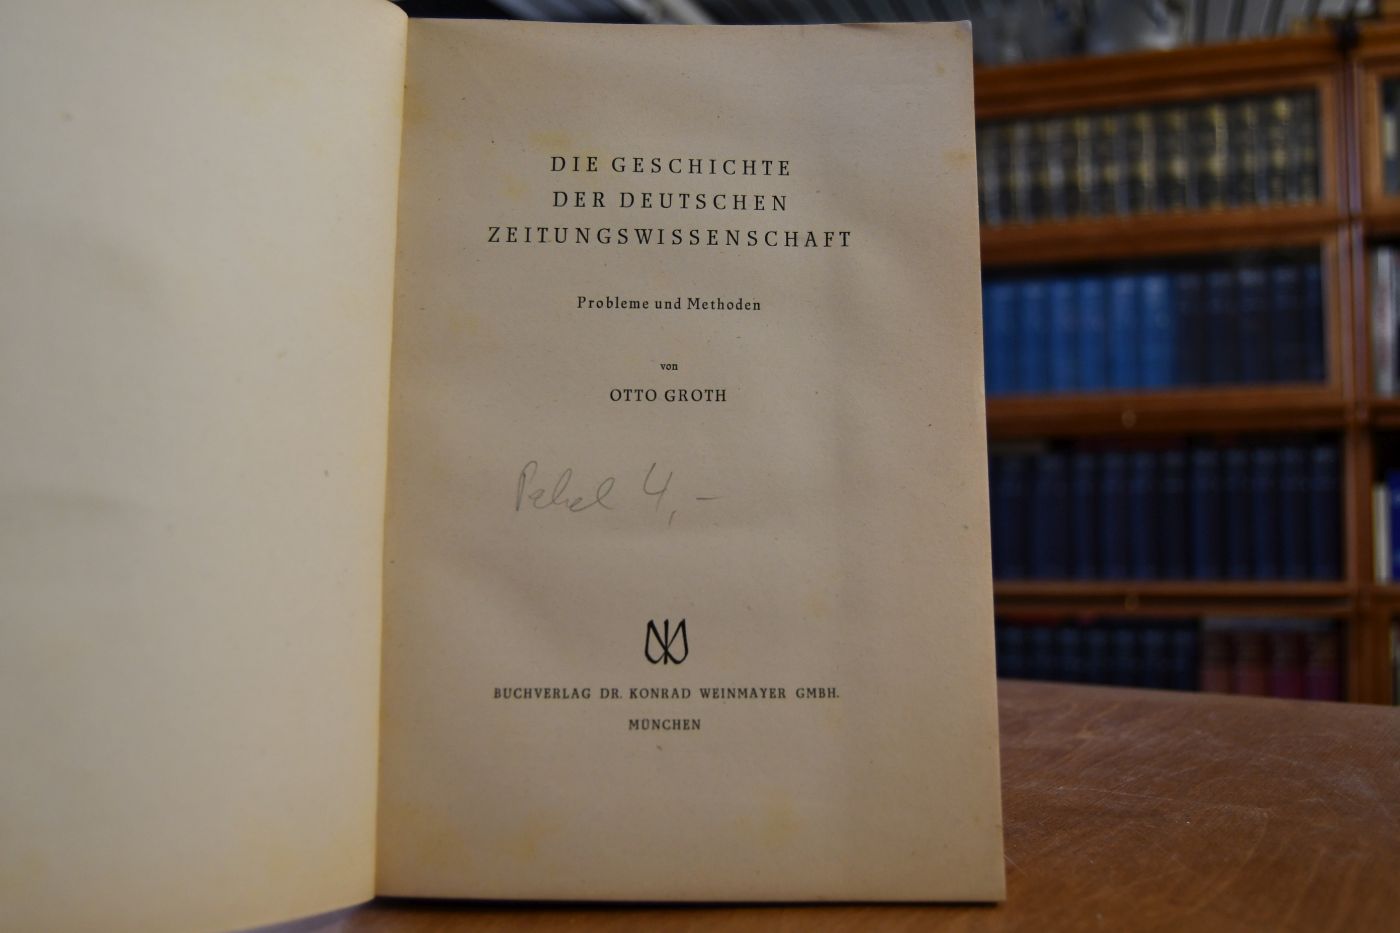 DIE GESCHICHTE
DER DEUTSCHEN
ZEITUNGSWISSENSCHAFT
Probleme und Methoden
von
OTTO GROTH
4,–
BUCHVERLAG DR. KONRAD WEINMAYER GMBH.
MÜNCHEN